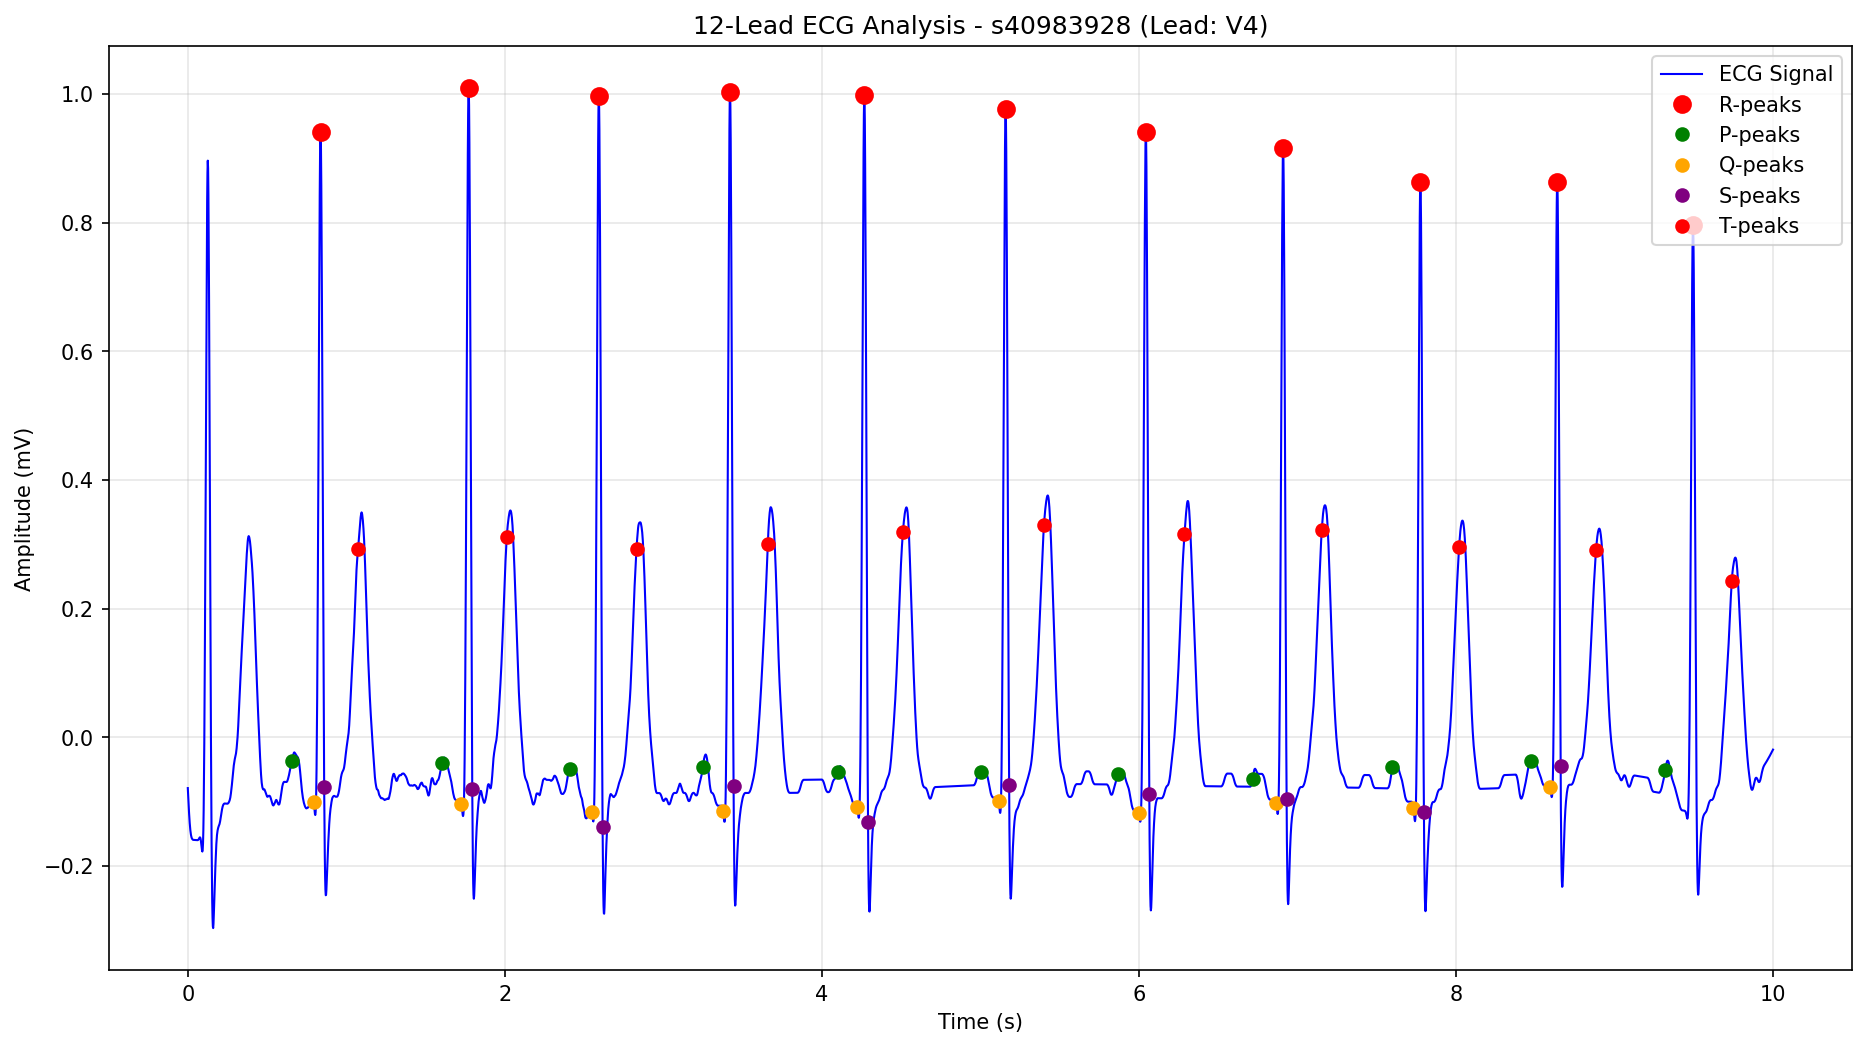 12-Lead ECG Analysis - s40983928 (Lead: V4)
ECG Signal
R-peaks
P-peaks
Q-peaks
S-peaks
T-peaks
Amplitude (mV)
1.0
0.8
0.6
0.4
0.2
0.0
−0.2
0 2 4 6 8 10
Time (s)